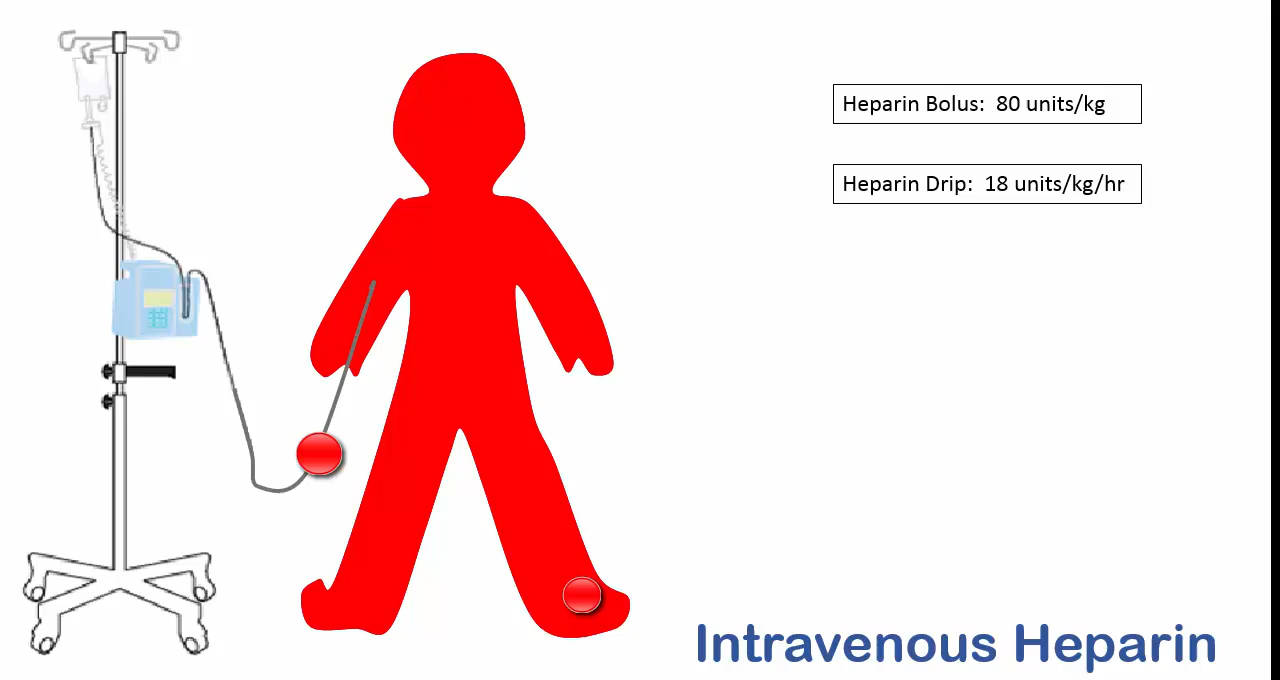 Heparin Bolus:  80 units/kg
Heparin Drip:  18 units/kg/hr
Intravenous Heparin